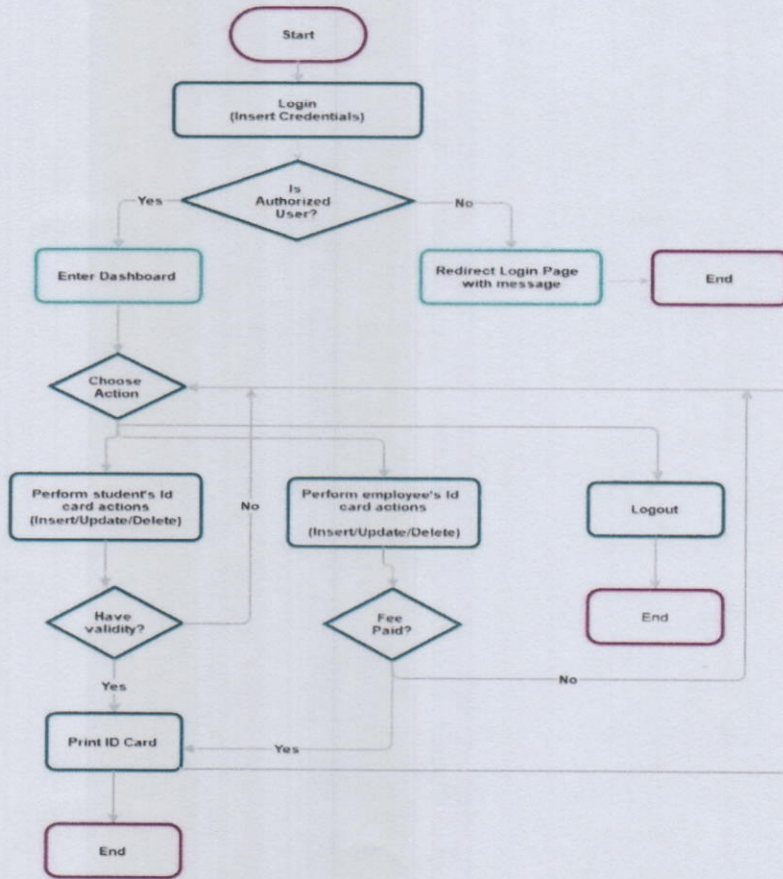 Start
Login
(Insert Credentials)
Is
Authorized
User?
Yes
No
Enter Dashboard
Redirect Login Page
with message
End
Choose
Action
Perform student's Id
card actions
(Insert/Update/Delete)
No
Perform employee's Id
card actions
(Insert/Update/Delete)
Logout
Have
validity?
Fee
Paid?
End
Yes
No
Print ID Card
Yes
End